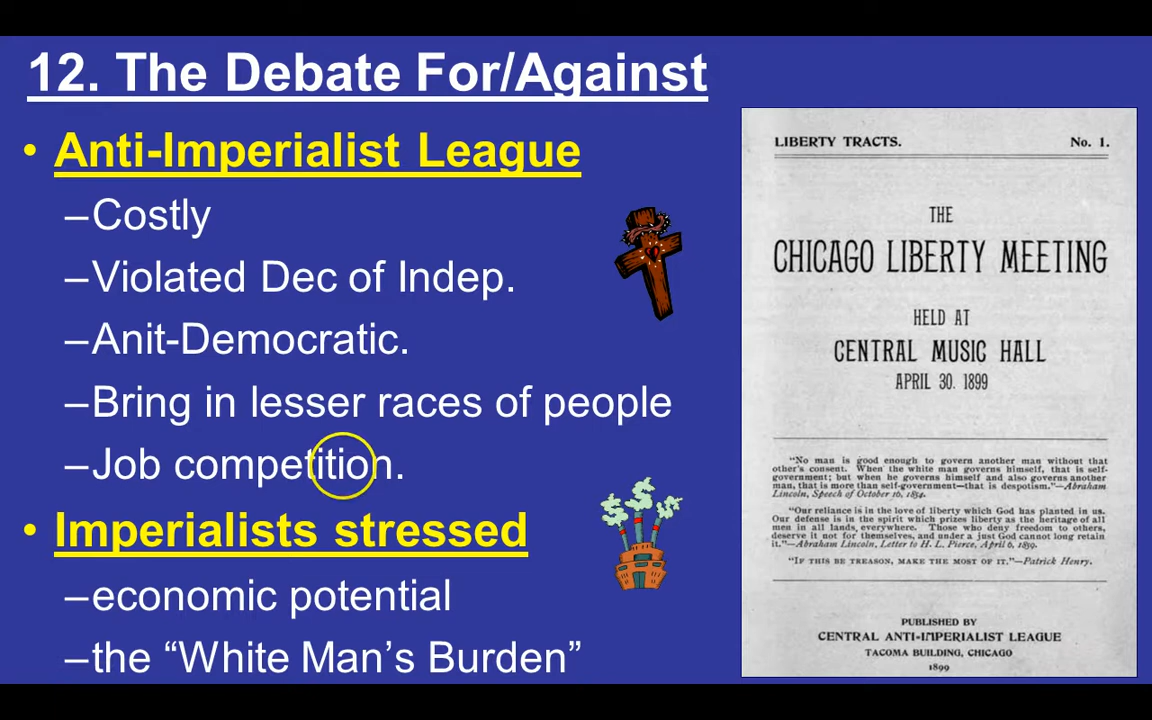 12. The Debate For/Against
• Anti-Imperialist League
–Costly
–Violated Dec of Indep.
–Anit-Democratic.
–Bring in lesser races of people
–Job competition.
• Imperialists stressed
–economic potential
–the “White Man’s Burden”
LIBERTY TRACTS. No. 1.
THE
CHICAGO LIBERTY MEETING
HELD AT
CENTRAL MUSIC HALL
APRIL 30. 1899
“No man is good enough to govern another man without that
other’s consent. When the white man governs himself, that is self-
government; but when he governs himself and also governs another
man, that is more than self-government—that is despotism.”—Abraham
Lincoln, Speech of October 16, 1854.
“Our reliance is in the love of liberty which God has planted in us.
Our defense is in the spirit which prizes liberty as the heritage of all
men in all lands, everywhere. Those who deny freedom to others,
deserve it not for themselves, and under a just God cannot long retain
it.”—Abraham Lincoln, Letter to H. L. Pierce, April 6, 1859.
“IF THIS BE TREASON, MAKE THE MOST OF IT.”—Patrick Henry.
PUBLISHED BY
CENTRAL ANTI-IMPERIALIST LEAGUE
TACOMA BUILDING, CHICAGO
1899